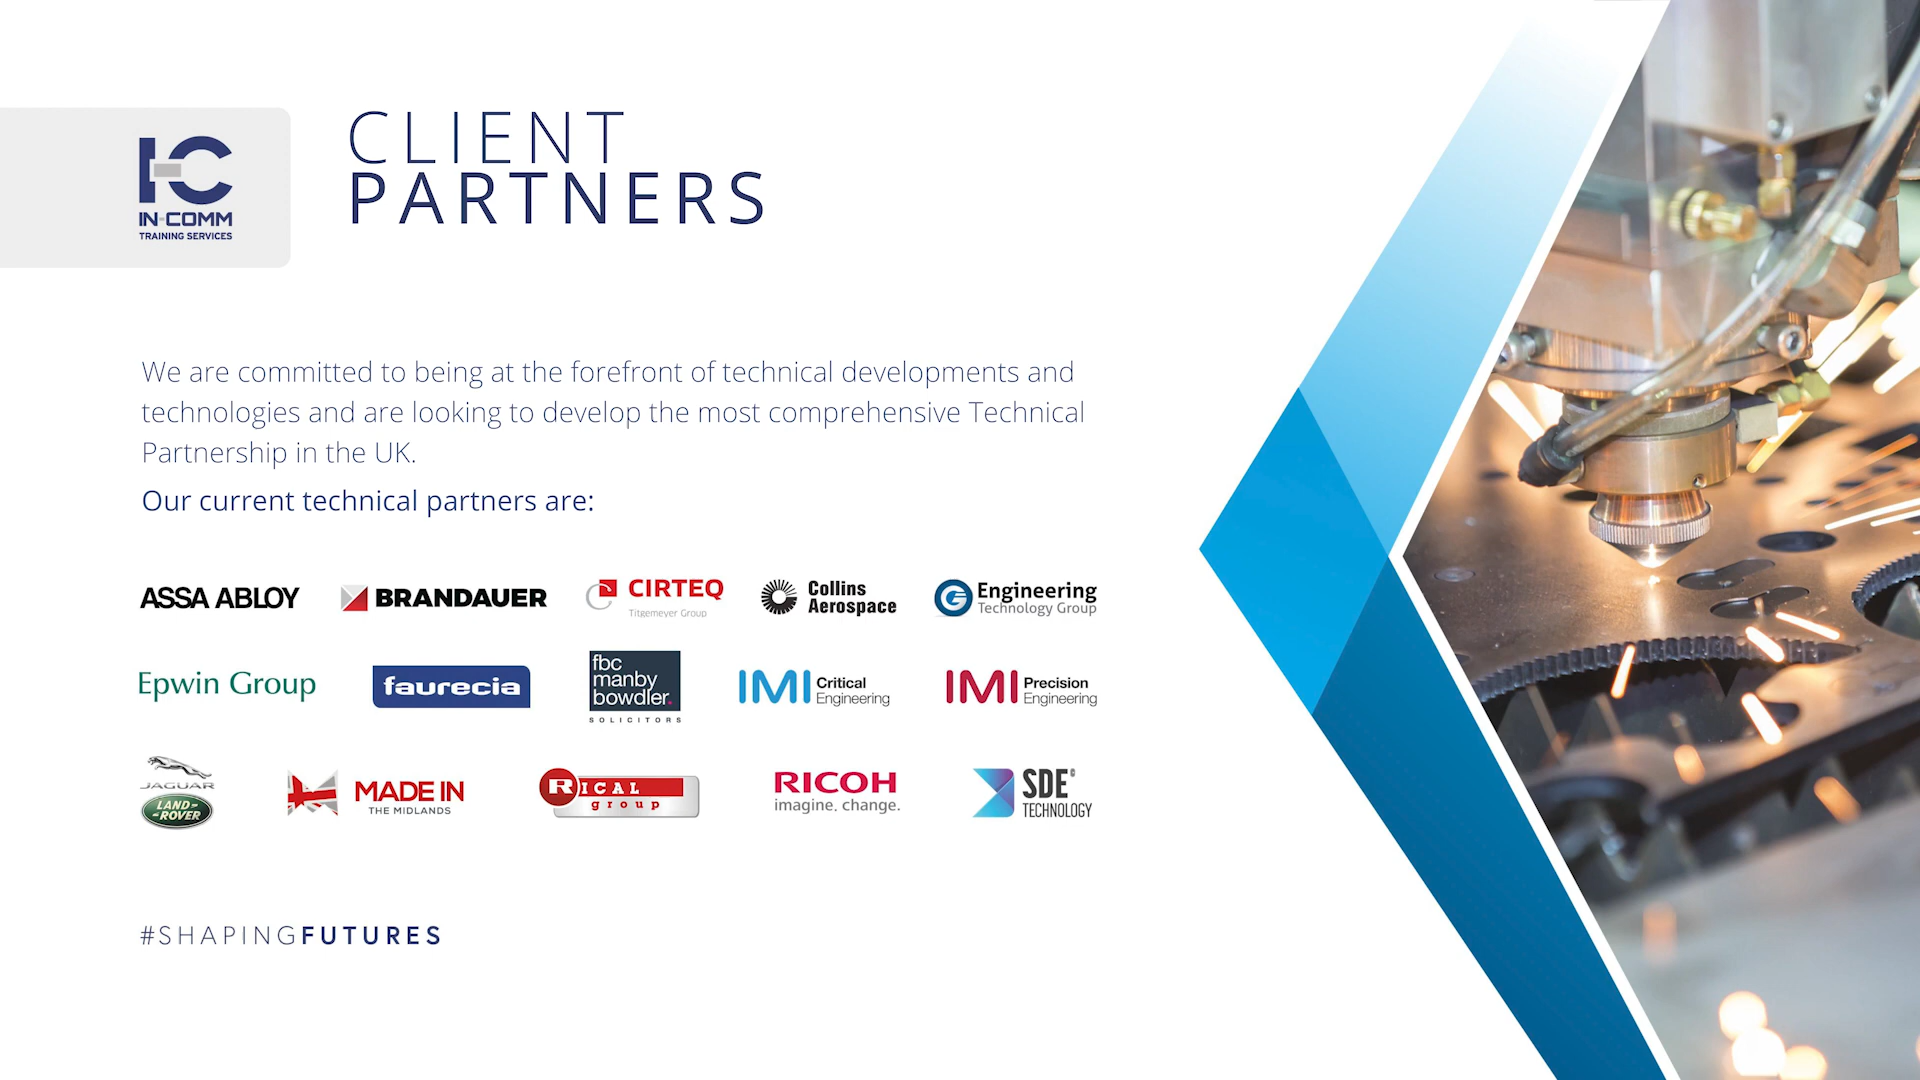 IN-COMM
TRAINING SERVICES
CLIENT
PARTNERS
We are committed to being at the forefront of technical developments and
technologies and are looking to develop the most comprehensive Technical
Partnership in the UK.
Our current technical partners are:
ASSA ABLOY
BRANDAUER
CIRTEQ
Titgemeyer Group
Collins
Aerospace
Engineering
Technology Group
Epwin Group
faurecia
fbc
manby
bowdler.
SOLICITORS
IMI Critical
Engineering
IMI Precision
Engineering
JAGUAR
LAND-
-ROVER
MADE IN
THE MIDLANDS
RICAL
group
RICOH
imagine. change.
SDE©
TECHNOLOGY
#SHAPINGFUTURES